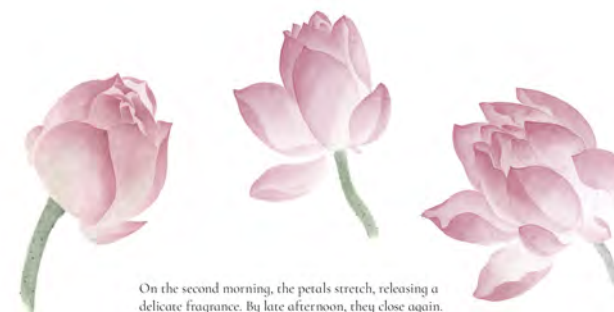 On the second morning, the petals stretch, releasing a
delicate fragrance. By late afternoon, they close again.